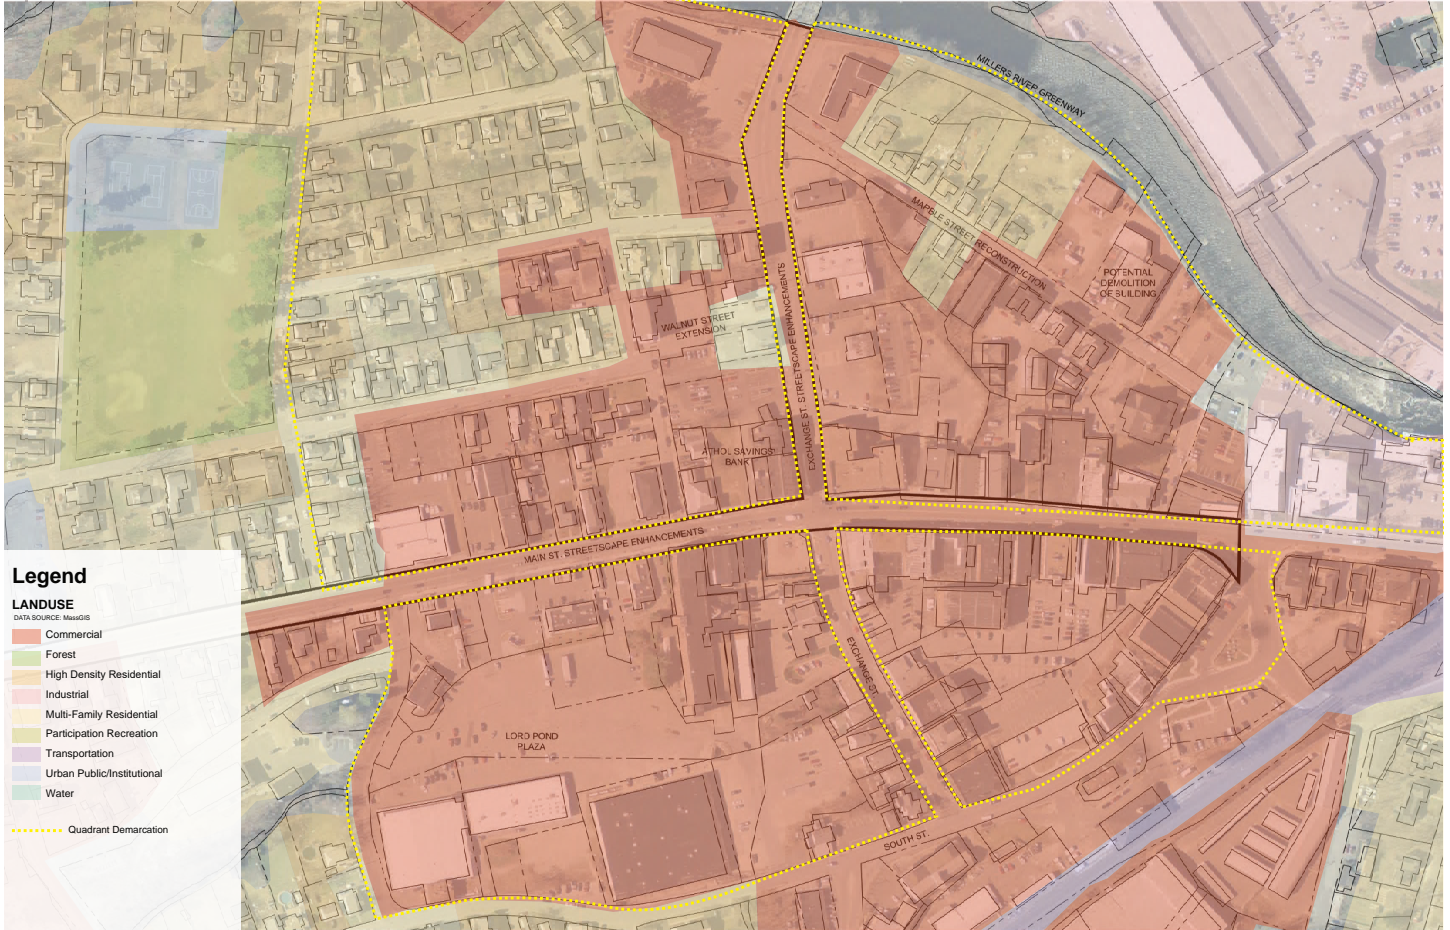 MILLERS RIVER GREENWAY
MARBLE STREET RECONSTRUCTION
POTENTIAL
DEMOLITION
OF BUILDING
WALNUT STREET
EXTENSION
EXCHANGE ST. STREETSCAPE ENHANCEMENTS
ATHOL SAVINGS
BANK
MAIN ST. STREETSCAPE ENHANCEMENTS
EXCHANGE ST.
LORD POND
PLAZA
SOUTH ST.
Legend
LANDUSE
DATA SOURCE: MassGIS
Commercial
Forest
High Density Residential
Industrial
Multi-Family Residential
Participation Recreation
Transportation
Urban Public/Institutional
Water
Quadrant Demarcation